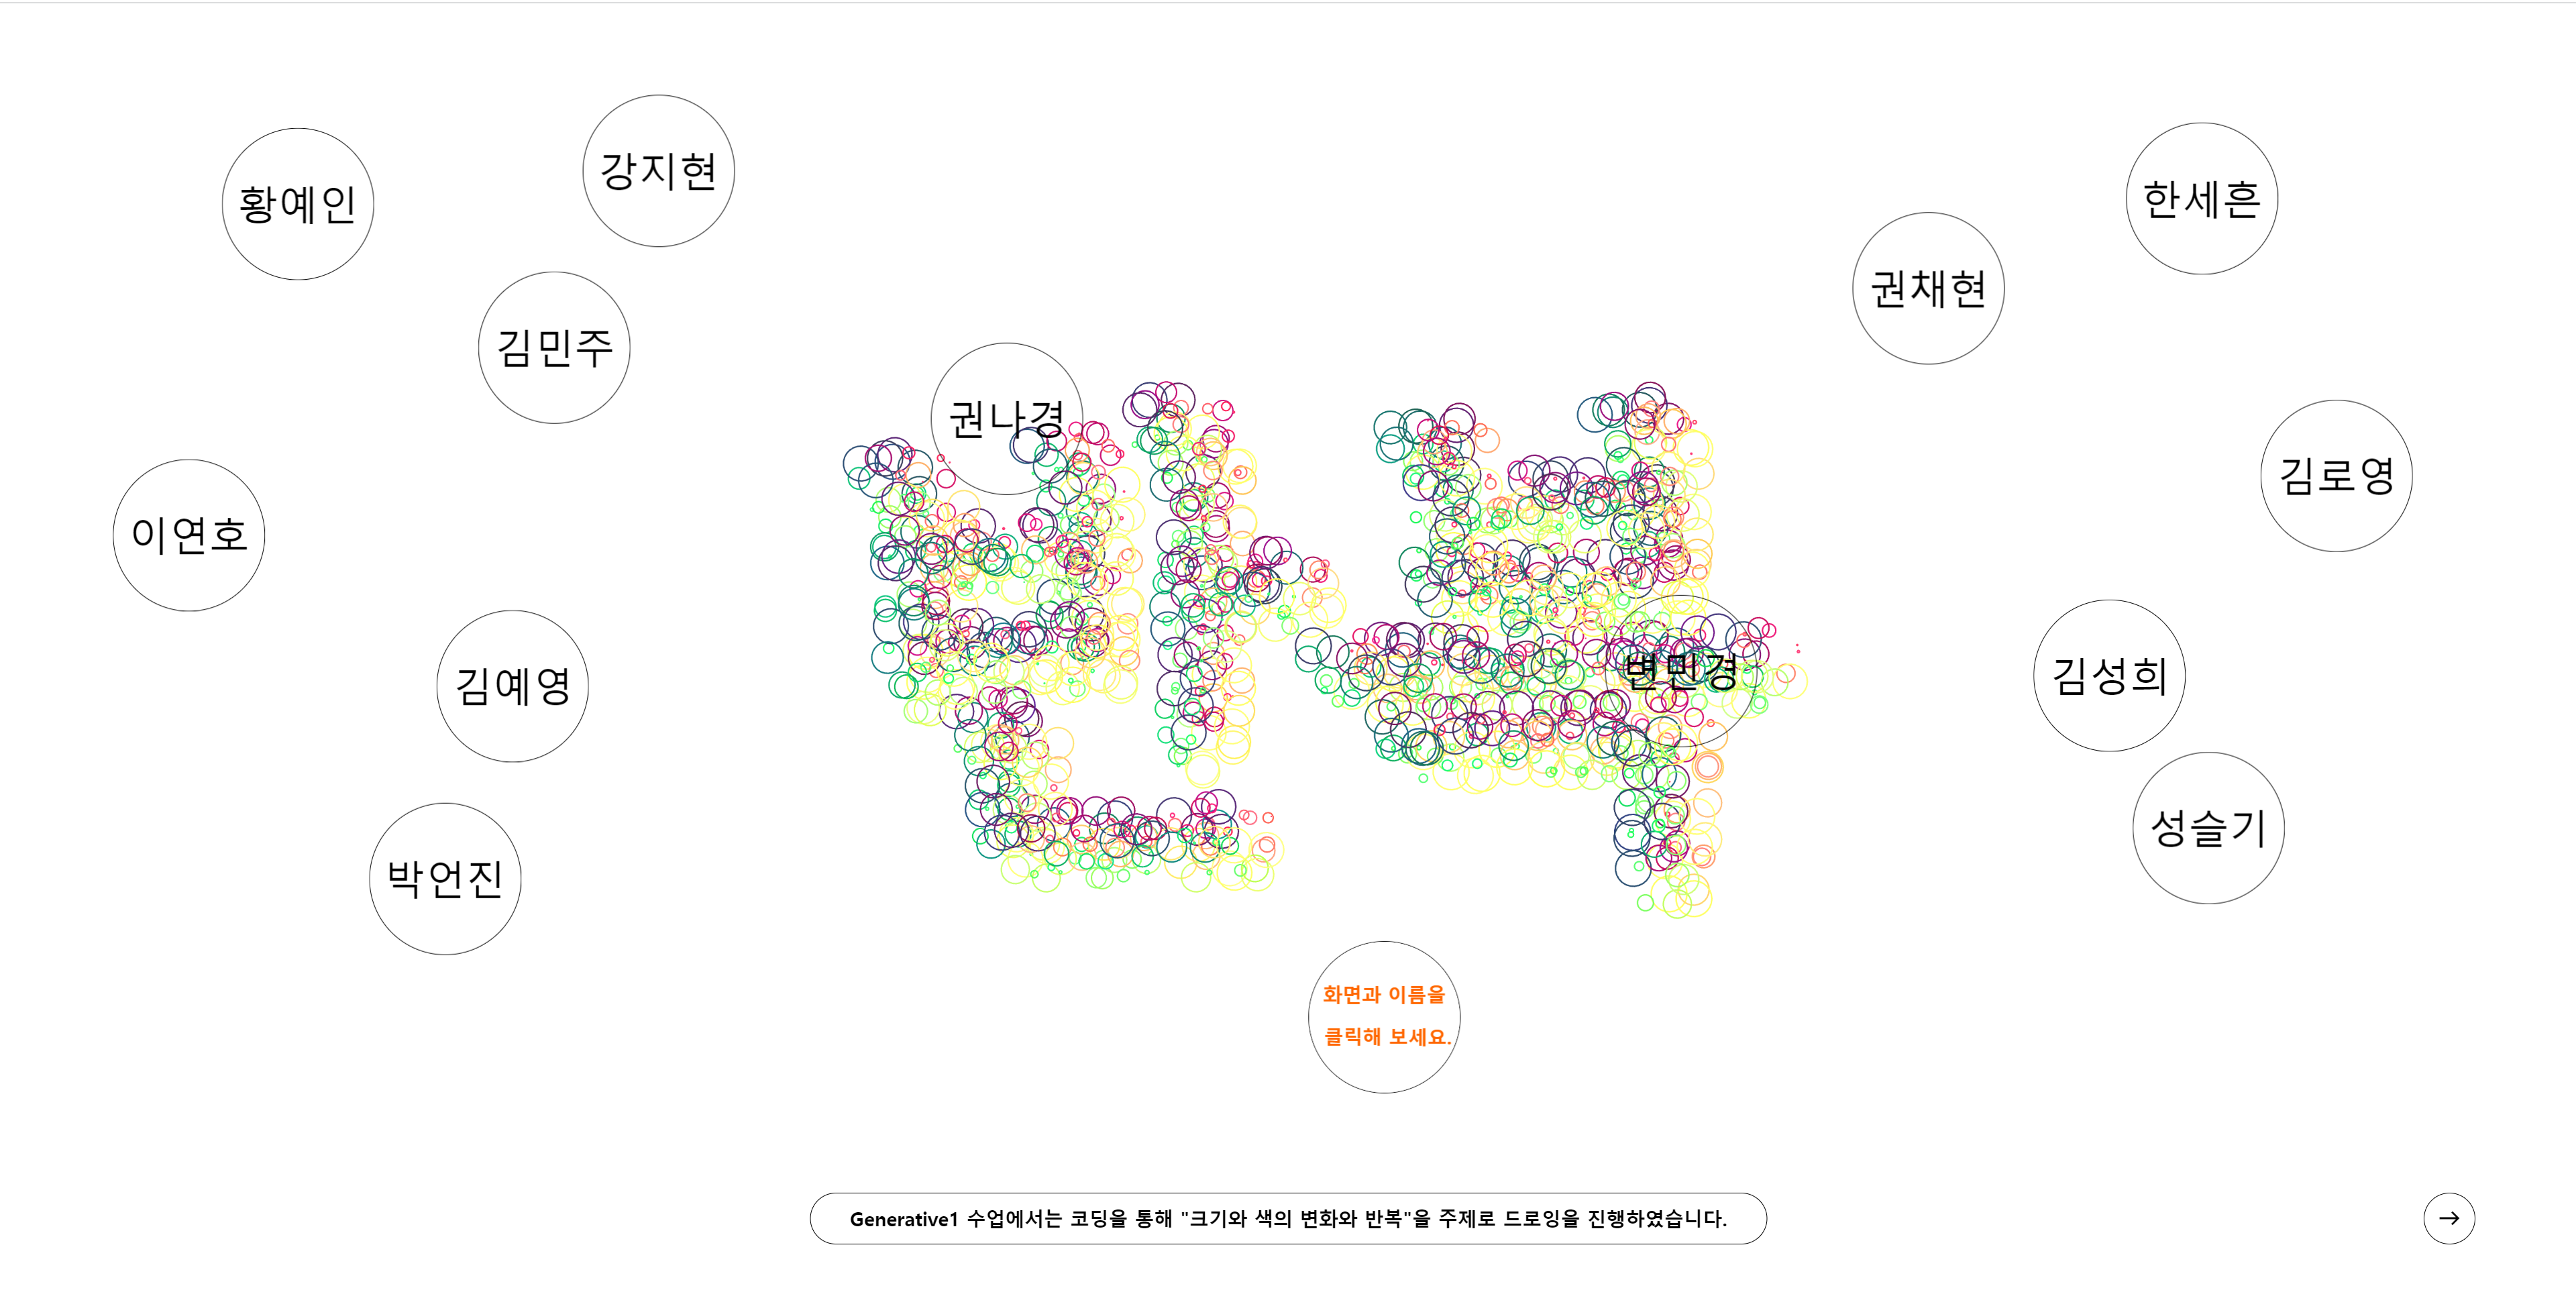 강지현
황예인
한세흔
권채현
김민주
권나경
김로영
이연호
반복
변민경
김성희
김예영
성슬기
박언진
화면과 이름을
클릭해 보세요.
Generative1 수업에서는 코딩을 통해 "크기와 색의 변화와 반복"을 주제로 드로잉을 진행하였습니다.
→